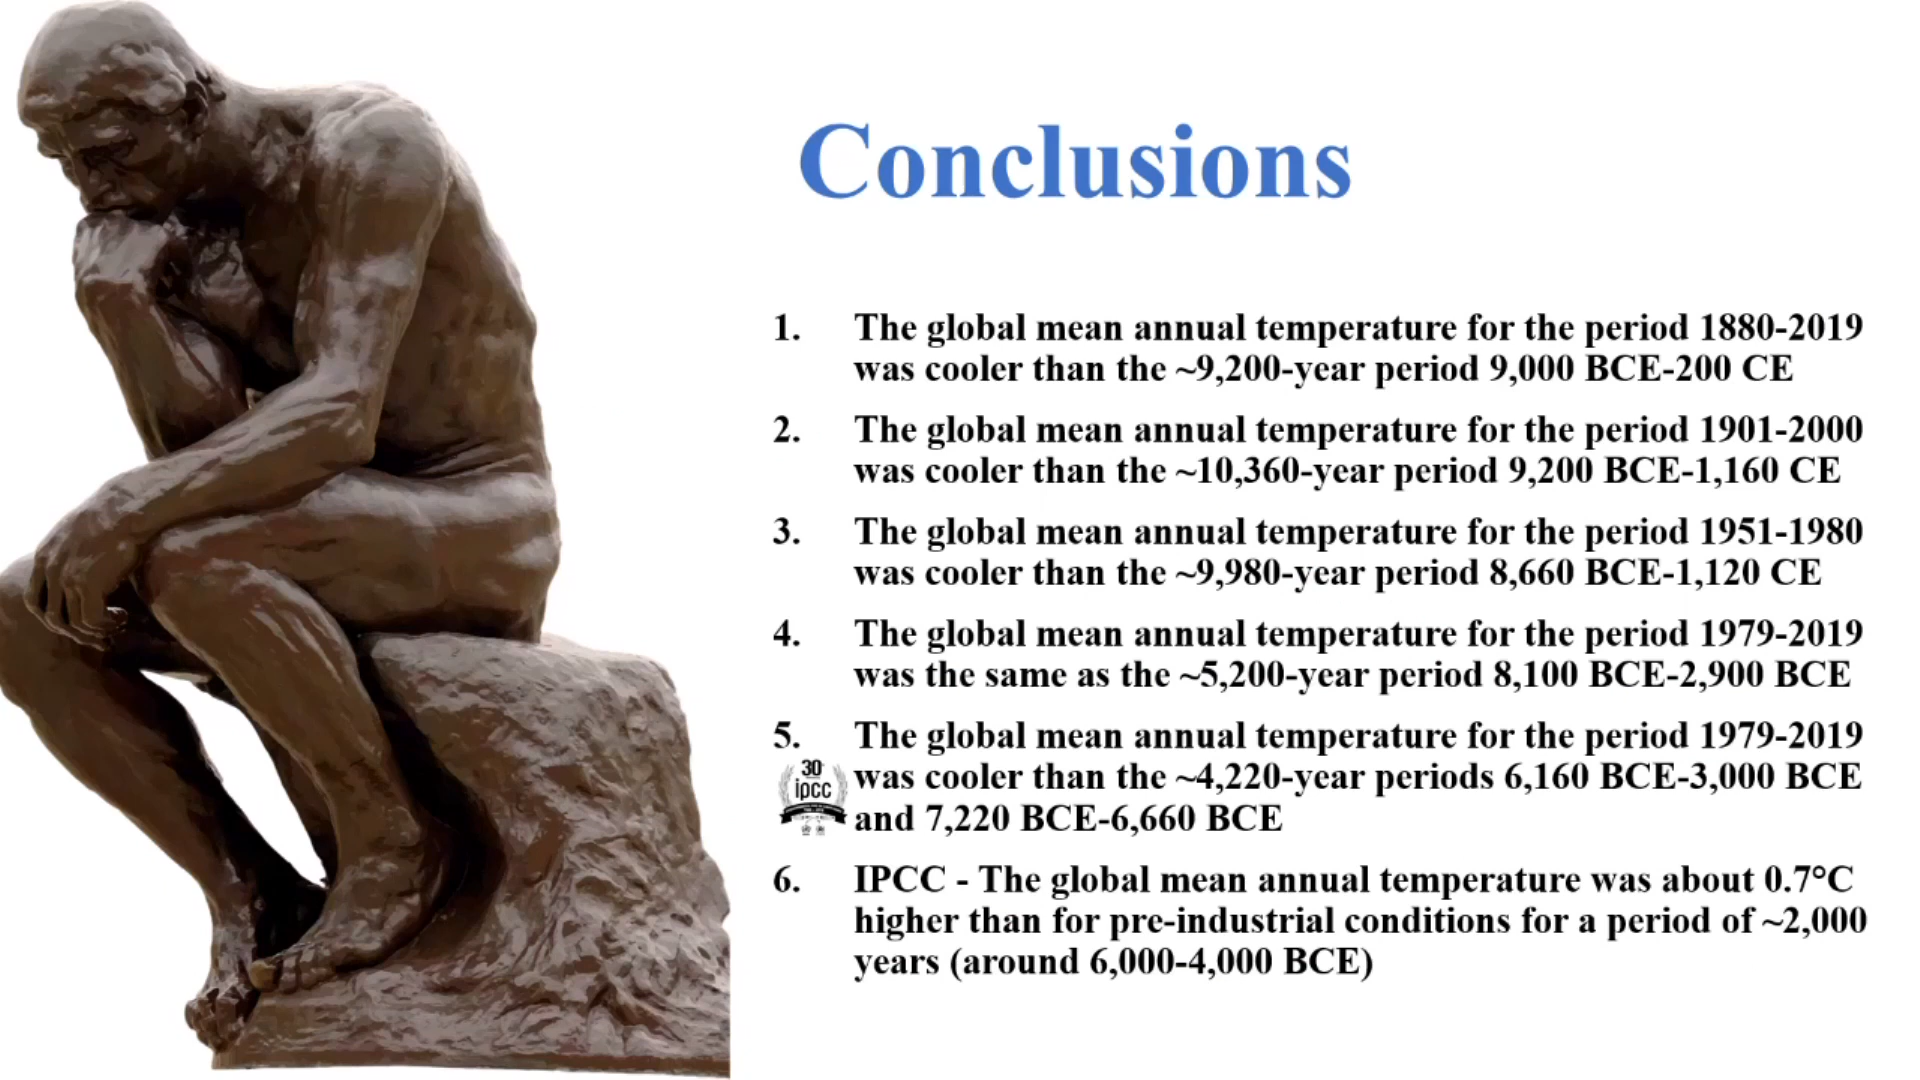 Conclusions
1. The global mean annual temperature for the period 1880-2019
was cooler than the ~9,200-year period 9,000 BCE-200 CE
2. The global mean annual temperature for the period 1901-2000
was cooler than the ~10,360-year period 9,200 BCE-1,160 CE
3. The global mean annual temperature for the period 1951-1980
was cooler than the ~9,980-year period 8,660 BCE-1,120 CE
4. The global mean annual temperature for the period 1979-2019
was the same as the ~5,200-year period 8,100 BCE-2,900 BCE
5. The global mean annual temperature for the period 1979-2019
was cooler than the ~4,220-year periods 6,160 BCE-3,000 BCE
and 7,220 BCE-6,660 BCE
30
ipcc
6. IPCC - The global mean annual temperature was about 0.7°C
higher than for pre-industrial conditions for a period of ~2,000
years (around 6,000-4,000 BCE)